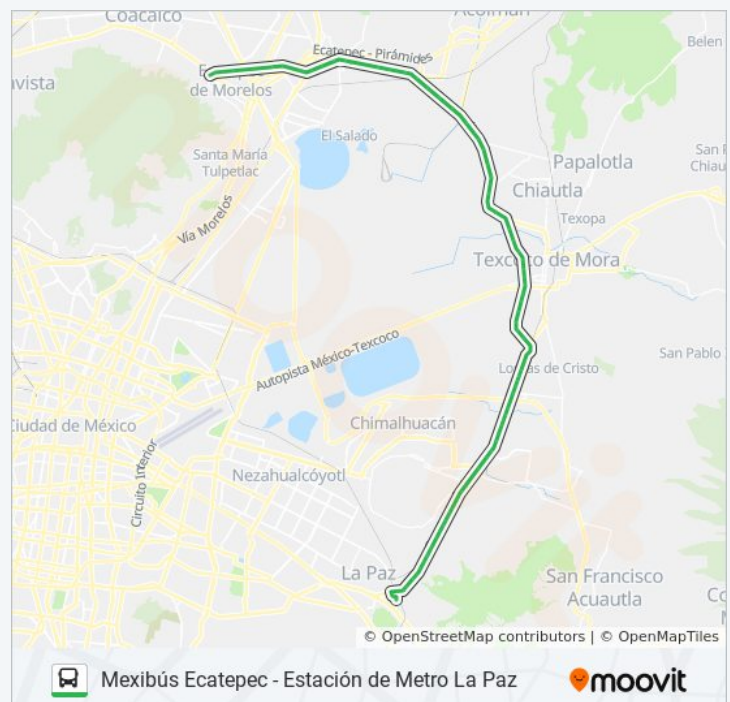 Coacalco
Acolman
Ecatepec - Pirámides
Belen
de Morelos
El Salado
Santa María
Tulpetlac
Papalotla
Chiautla
San F
Chiau
Texopa
Vía Morelos
Texcoco de Mora
Autopista México-Texcoco
San Pablo
Lomas de Cristo
Chimalhuacán
Ciudad de México
Circuito Interior
Nezahualcóyotl
La Paz
San Francisco
Acuautla
© OpenStreetMap contributors | © OpenMapTiles
Mexibús Ecatepec - Estación de Metro La Paz
moovit